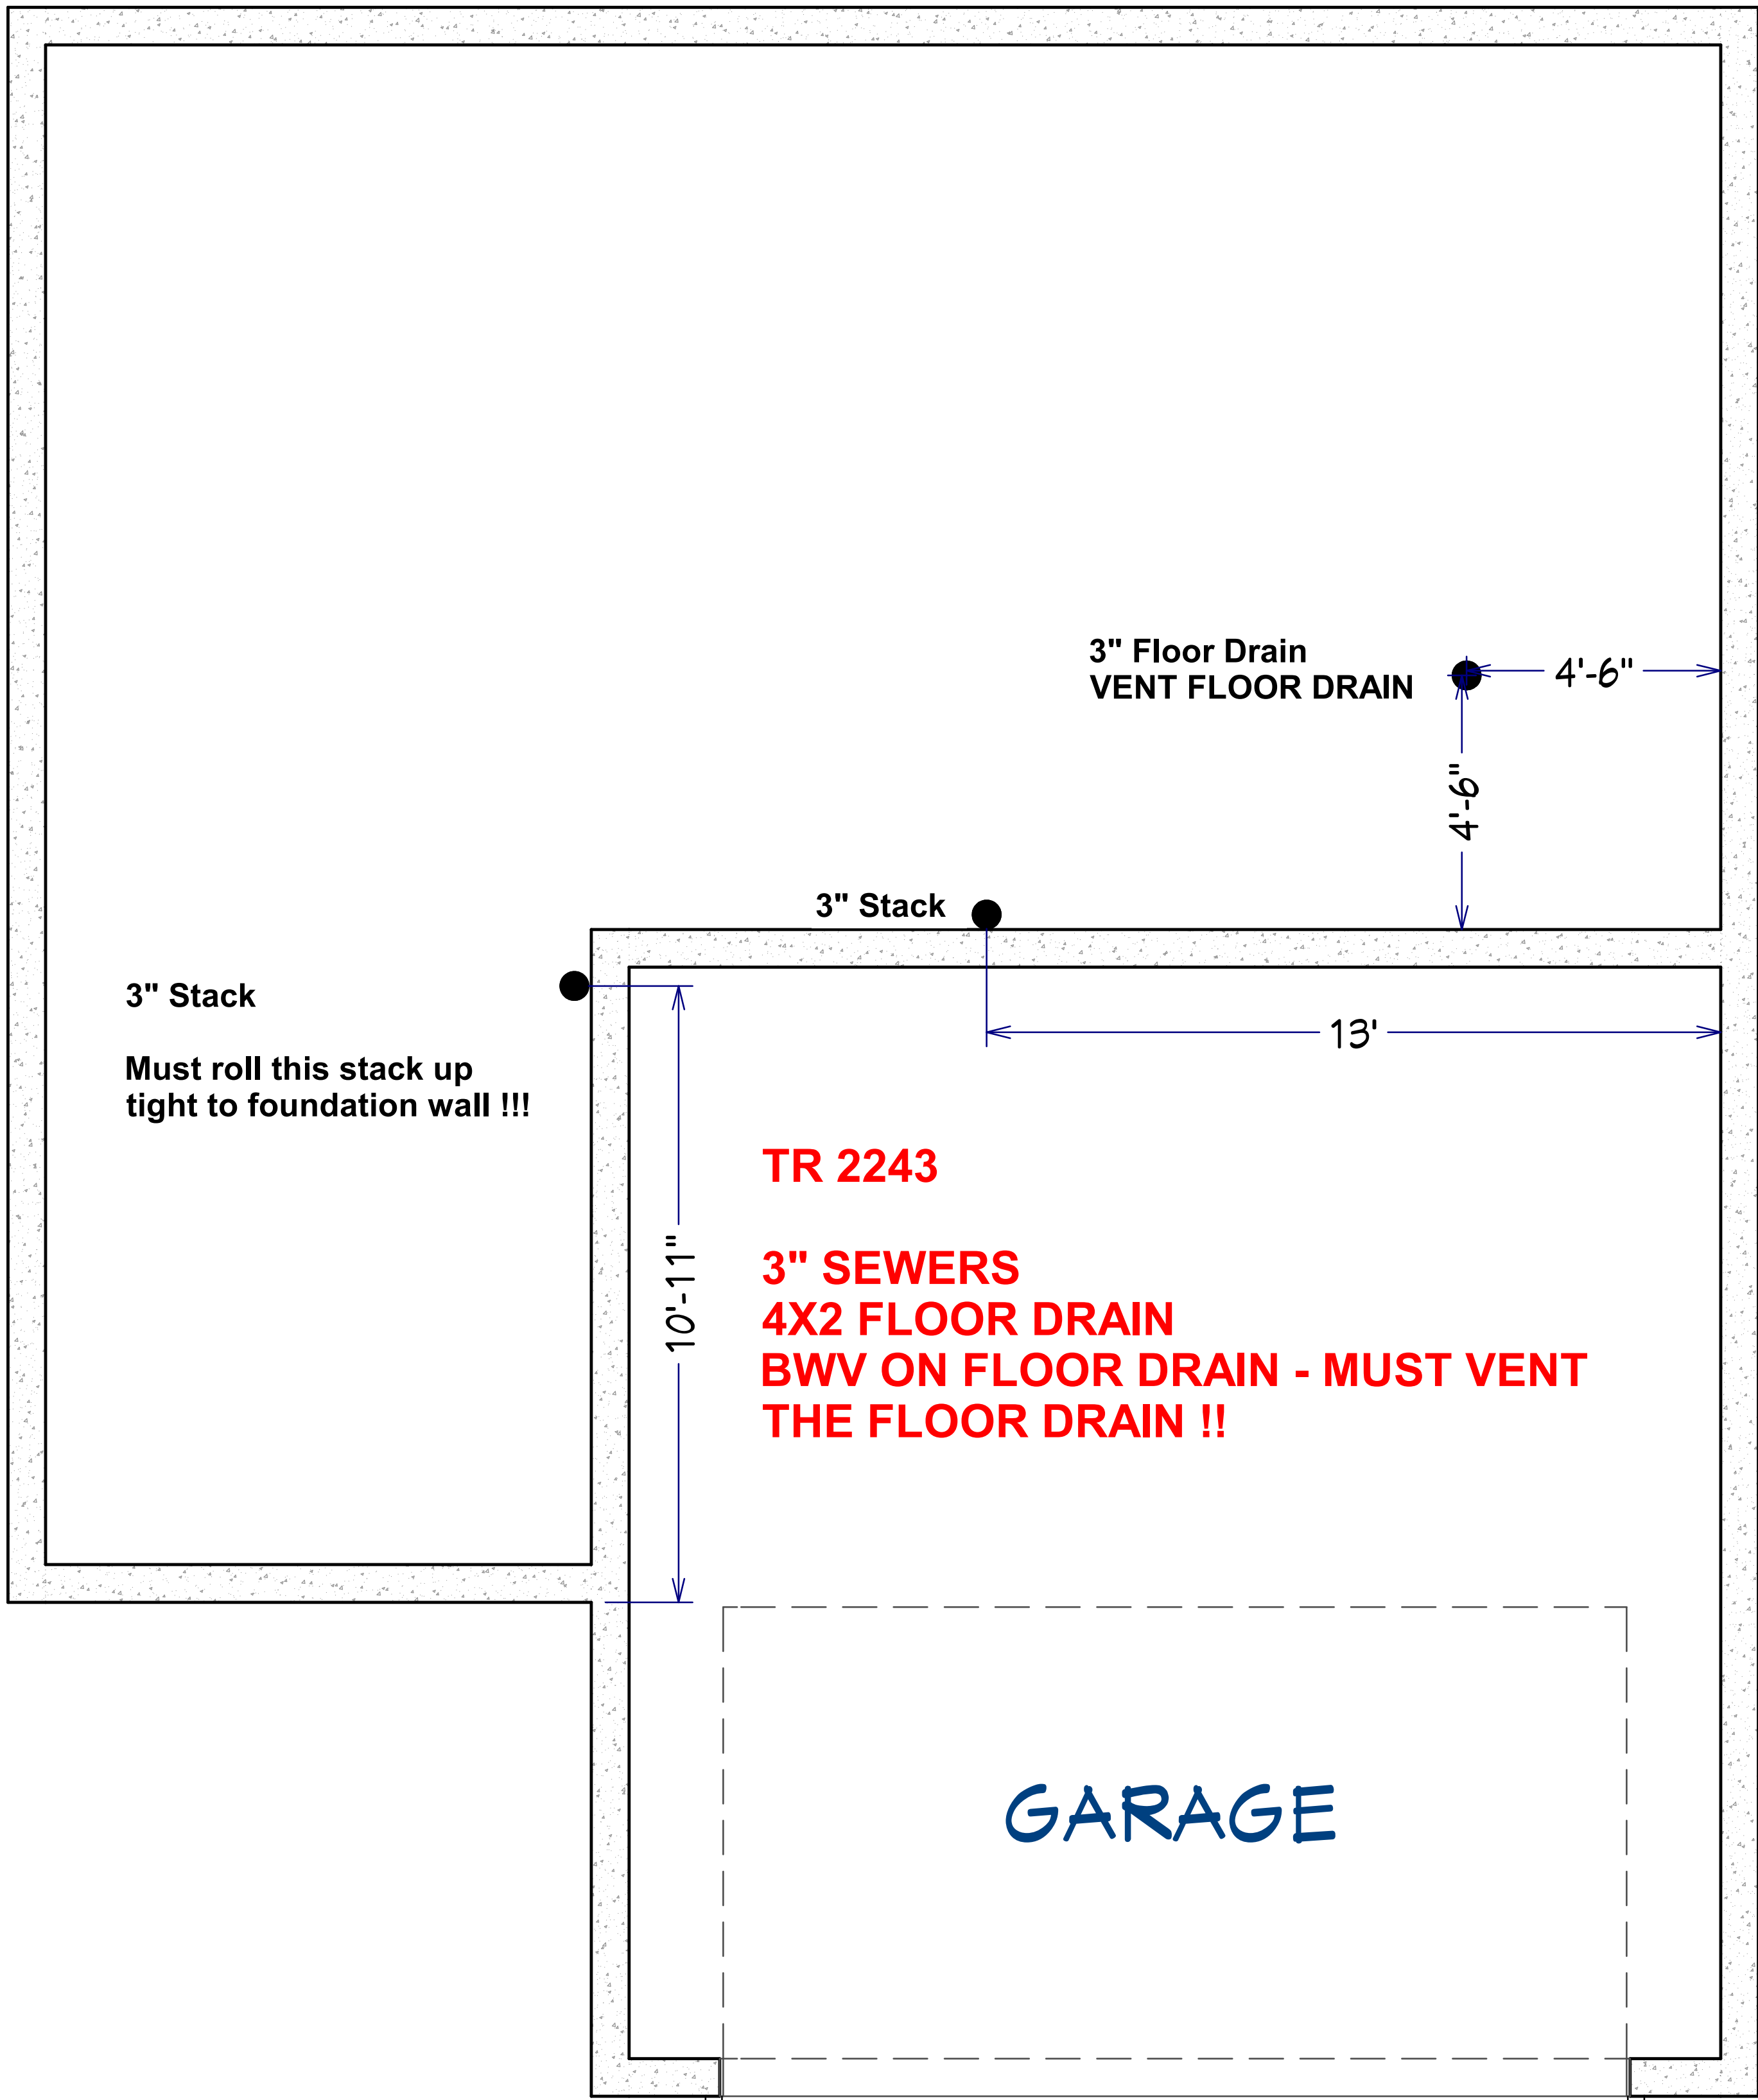 3" Floor Drain
VENT FLOOR DRAIN
4'-6"
4'-6"
3" Stack
3" Stack
Must roll this stack up
tight to foundation wall !!!
13'
10'-11"
TR 2243
3" SEWERS
4X2 FLOOR DRAIN
BWV ON FLOOR DRAIN - MUST VENT
THE FLOOR DRAIN !!
GARAGE